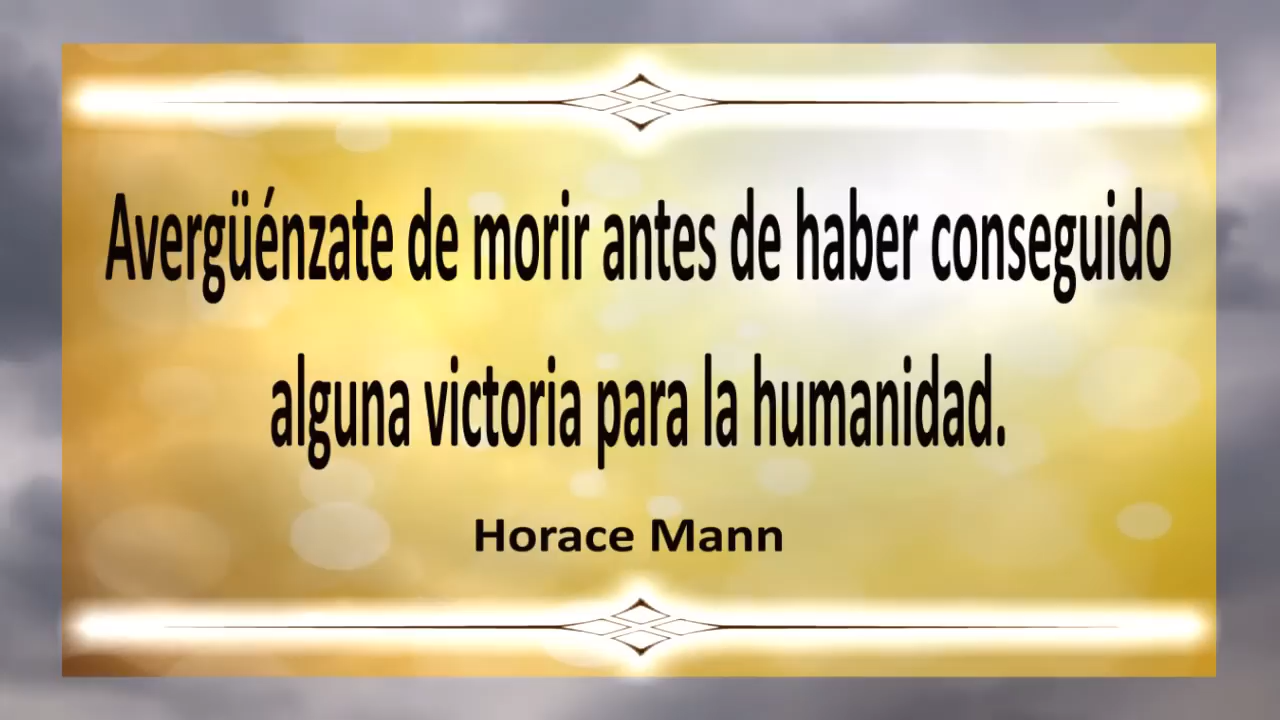 Avergüénzate de morir antes de haber conseguido
alguna victoria para la humanidad.
Horace Mann